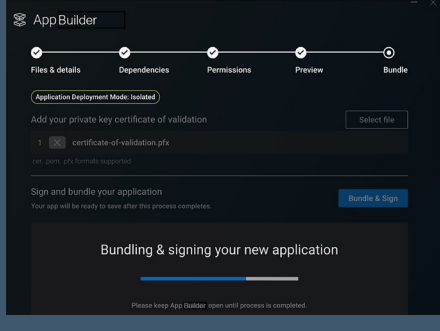 App Builder
Files & details
Dependencies
Permissions
Preview
Bundle
Application Deployment Mode: Isolated
Add your private key certificate of validation
Select file
1 certificate-of-validation.pfx
.cer, .pem, .pfx formats supported
Sign and bundle your application
Your app will be ready to save after this process completes.
Bundle & Sign
Bundling & signing your new application
Please keep App Builder open until process is completed.